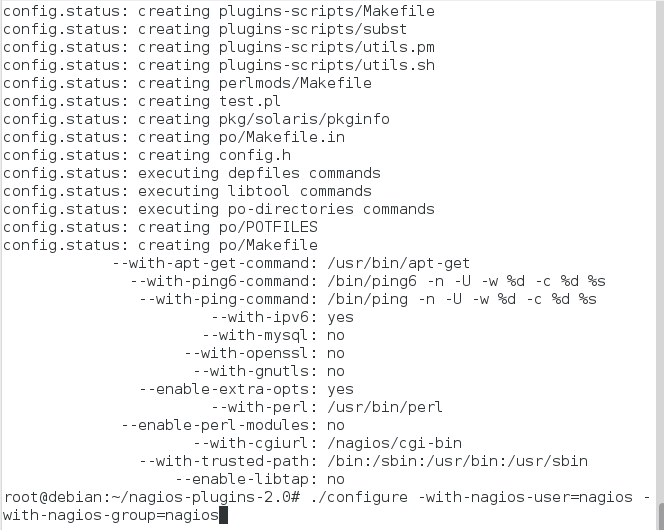 config.status: creating plugins-scripts/Makefile
config.status: creating plugins-scripts/subst
config.status: creating plugins-scripts/utils.pm
config.status: creating plugins-scripts/utils.sh
config.status: creating perlmods/Makefile
config.status: creating test.pl
config.status: creating pkg/solaris/pkginfo
config.status: creating po/Makefile.in
config.status: creating config.h
config.status: executing depfiles commands
config.status: executing libtool commands
config.status: executing po-directories commands
config.status: creating po/POTFILES
config.status: creating po/Makefile
--with-apt-get-command: /usr/bin/apt-get
--with-ping6-command: /bin/ping6 -n -U -w %d -c %d %s
--with-ping-command: /bin/ping -n -U -w %d -c %d %s
--with-ipv6: yes
--with-mysql: no
--with-openssl: no
--with-gnutls: no
--enable-extra-opts: yes
--with-perl: /usr/bin/perl
--enable-perl-modules: no
--with-cgiurl: /nagios/cgi-bin
--with-trusted-path: /bin:/sbin:/usr/bin:/usr/sbin
--enable-libtap: no
root@debian:~/nagios-plugins-2.0# ./configure -with-nagios-user=nagios -
with-nagios-group=nagios